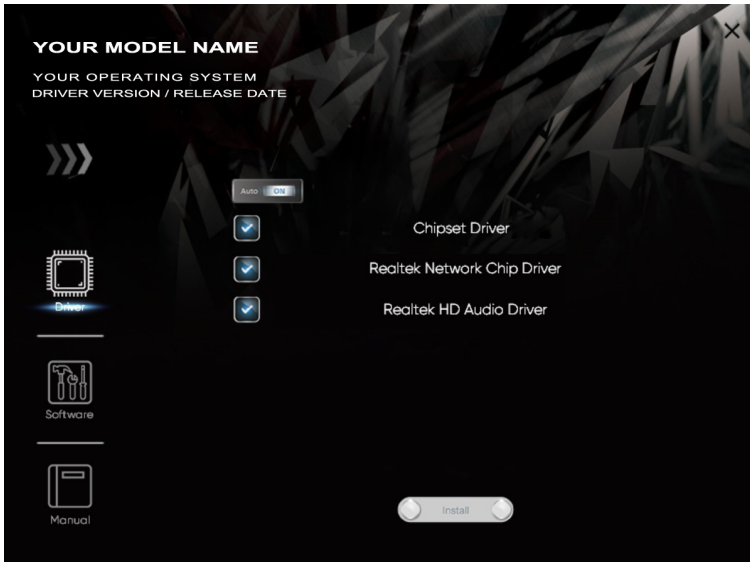 YOUR MODEL NAME
YOUR OPERATING SYSTEM
DRIVER VERSION / RELEASE DATE
Auto ON
Chipset Driver
Realtek Network Chip Driver
Realtek HD Audio Driver
Driver
Software
Manual
Install